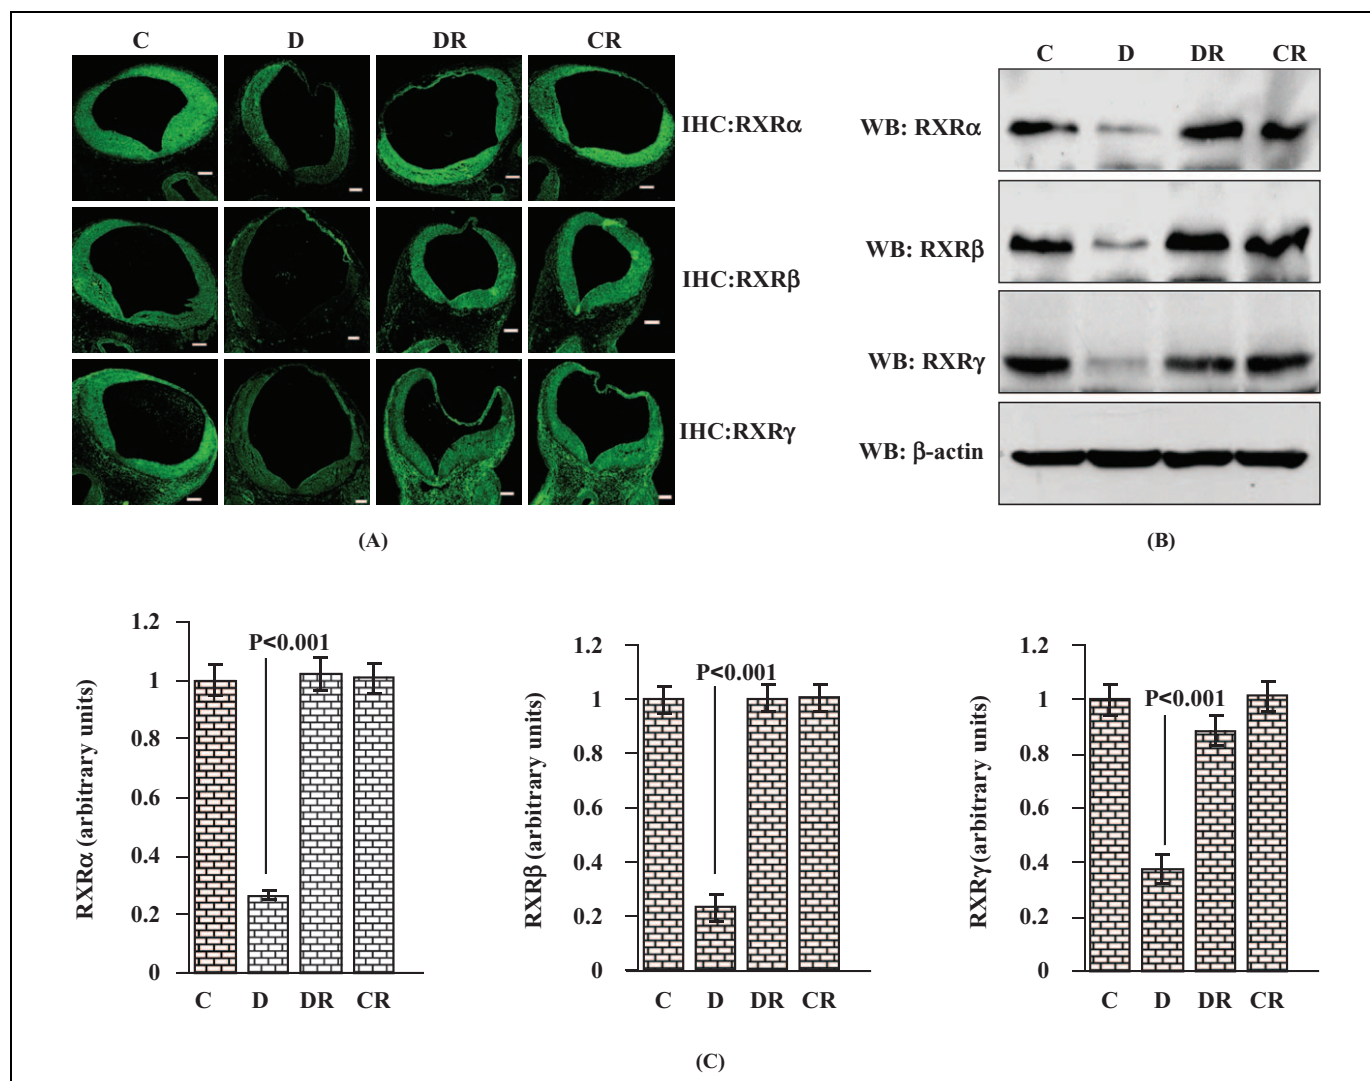 C D DR CR
IHC:RXRα
IHC:RXRβ
IHC:RXRγ
(A)
C D DR CR
WB: RXRα
WB: RXRβ
WB: RXRγ
WB: β-actin
(B)
RXRα (arbitrary units)
1.2
1
0.8
0.6
0.4
0.2
0
P<0.001
C D DR CR
RXRβ (arbitrary units)
1.2
1
0.8
0.6
0.4
0.2
0
P<0.001
C D DR CR
RXRγ (arbitrary units)
1.2
1
0.8
0.6
0.4
0.2
0
P<0.001
C D DR CR
(C)